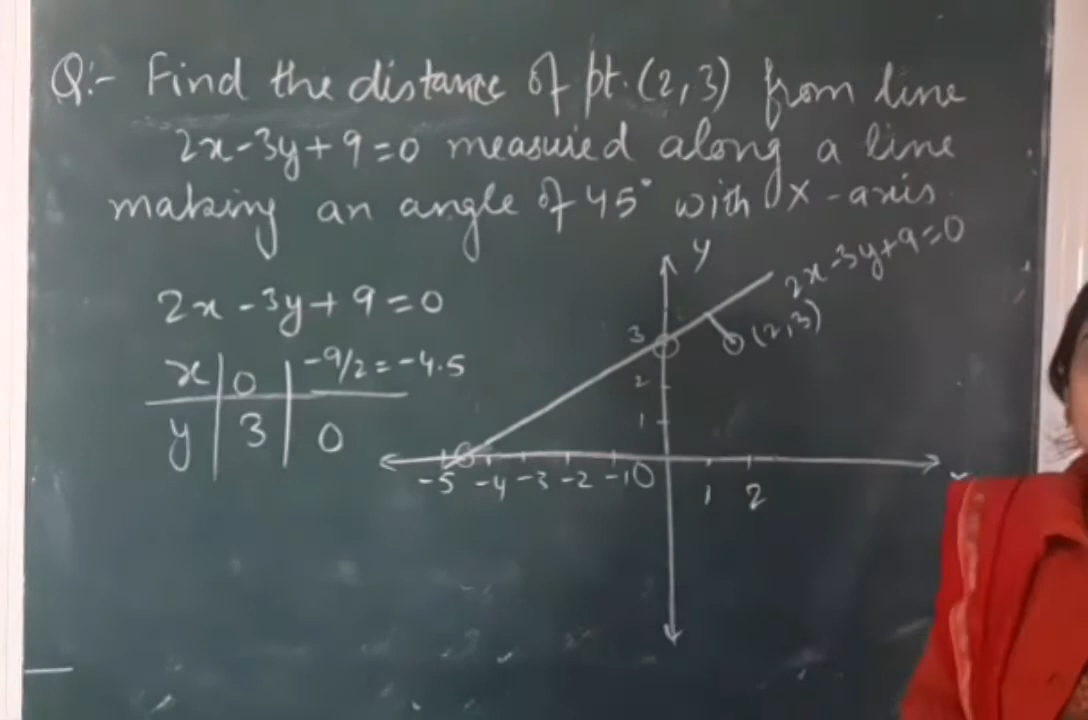 Q:- Find the distance of pt. (2,3) from line
2x-3y+9=0 measured along a line
making an angle of 45° with x-axis
y
2x-3y+9=0
2x-3y+9=0
3
(2,3)
x | 0 | -9/2 = -4.5
2
y | 3 | 0
1
-5 -4 -3 -2 -1 0 1 2